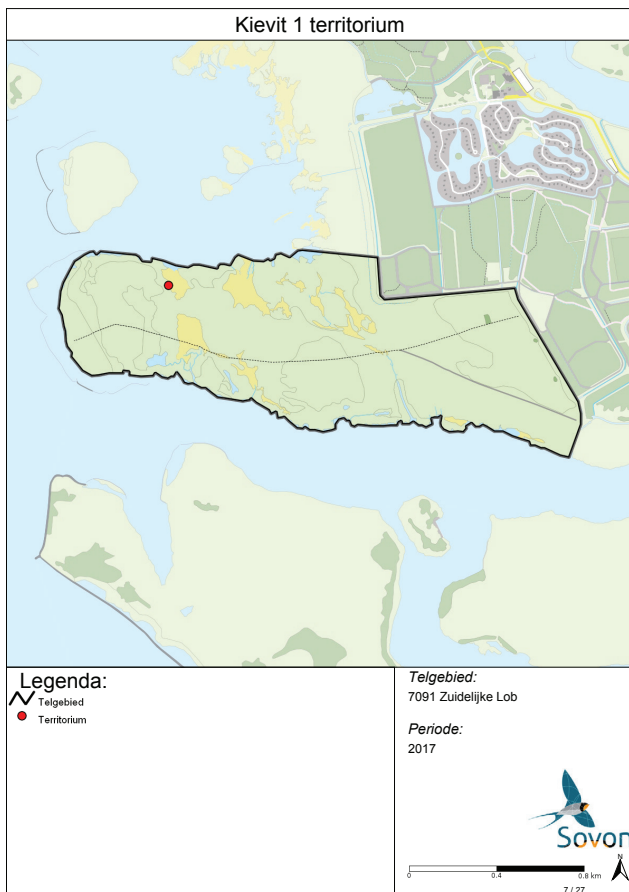 Kievit 1 territorium
Legenda:
Telgebied
Territorium
Telgebied:
7091 Zuidelijke Lob
Periode:
2017
Sovon
N
0 0.4 0.8 km
7 / 27